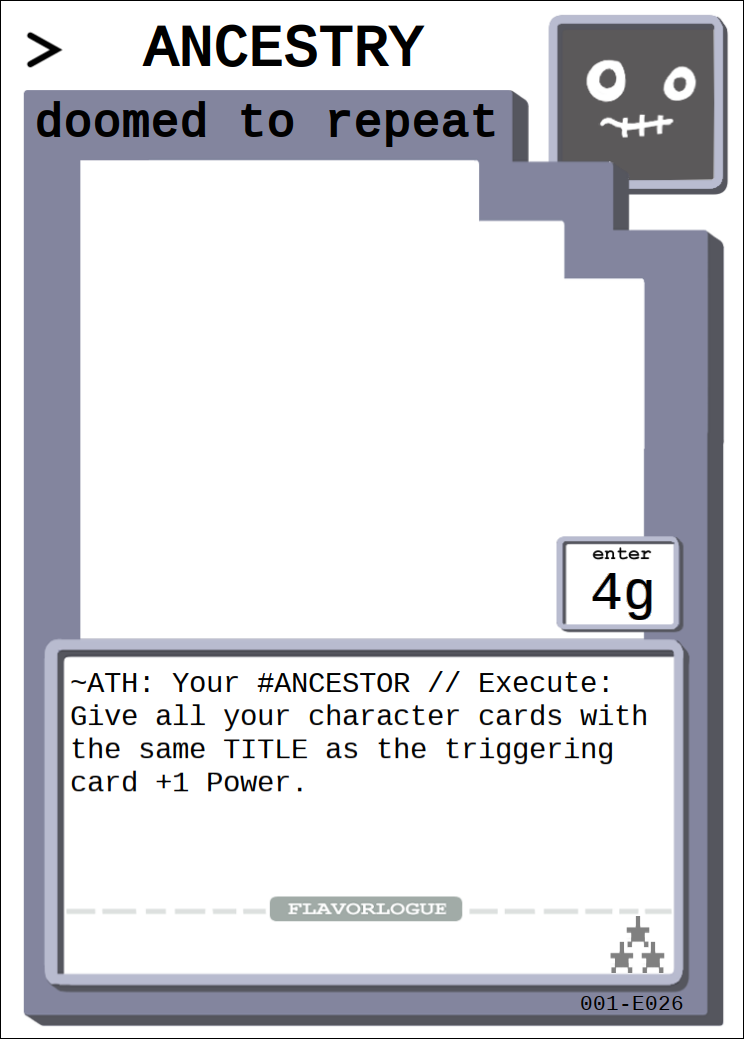 > ANCESTRY
doomed to repeat
enter
4g
~ATH: Your #ANCESTOR // Execute:
Give all your character cards with
the same TITLE as the triggering
card +1 Power.
FLAVORLOGUE
001-E026